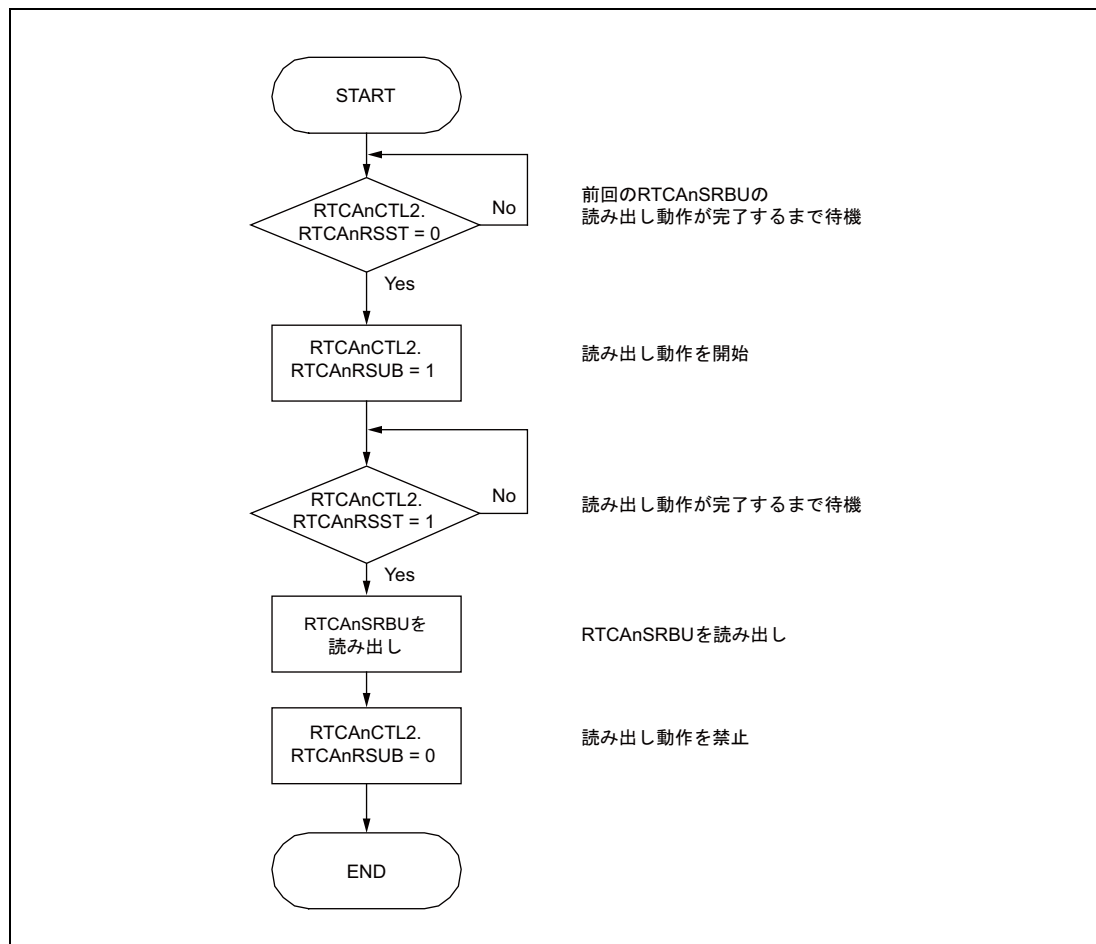 START
RTCAnCTL2.
RTCAnRSST = 0
No
前回のRTCAnSRBUの
読み出し動作が完了するまで待機
Yes
RTCAnCTL2.
RTCAnRSUB = 1
読み出し動作を開始
RTCAnCTL2.
RTCAnRSST = 1
No
読み出し動作が完了するまで待機
Yes
RTCAnSRBUを
読み出し
RTCAnSRBUを読み出し
RTCAnCTL2.
RTCAnRSUB = 0
読み出し動作を禁止
END